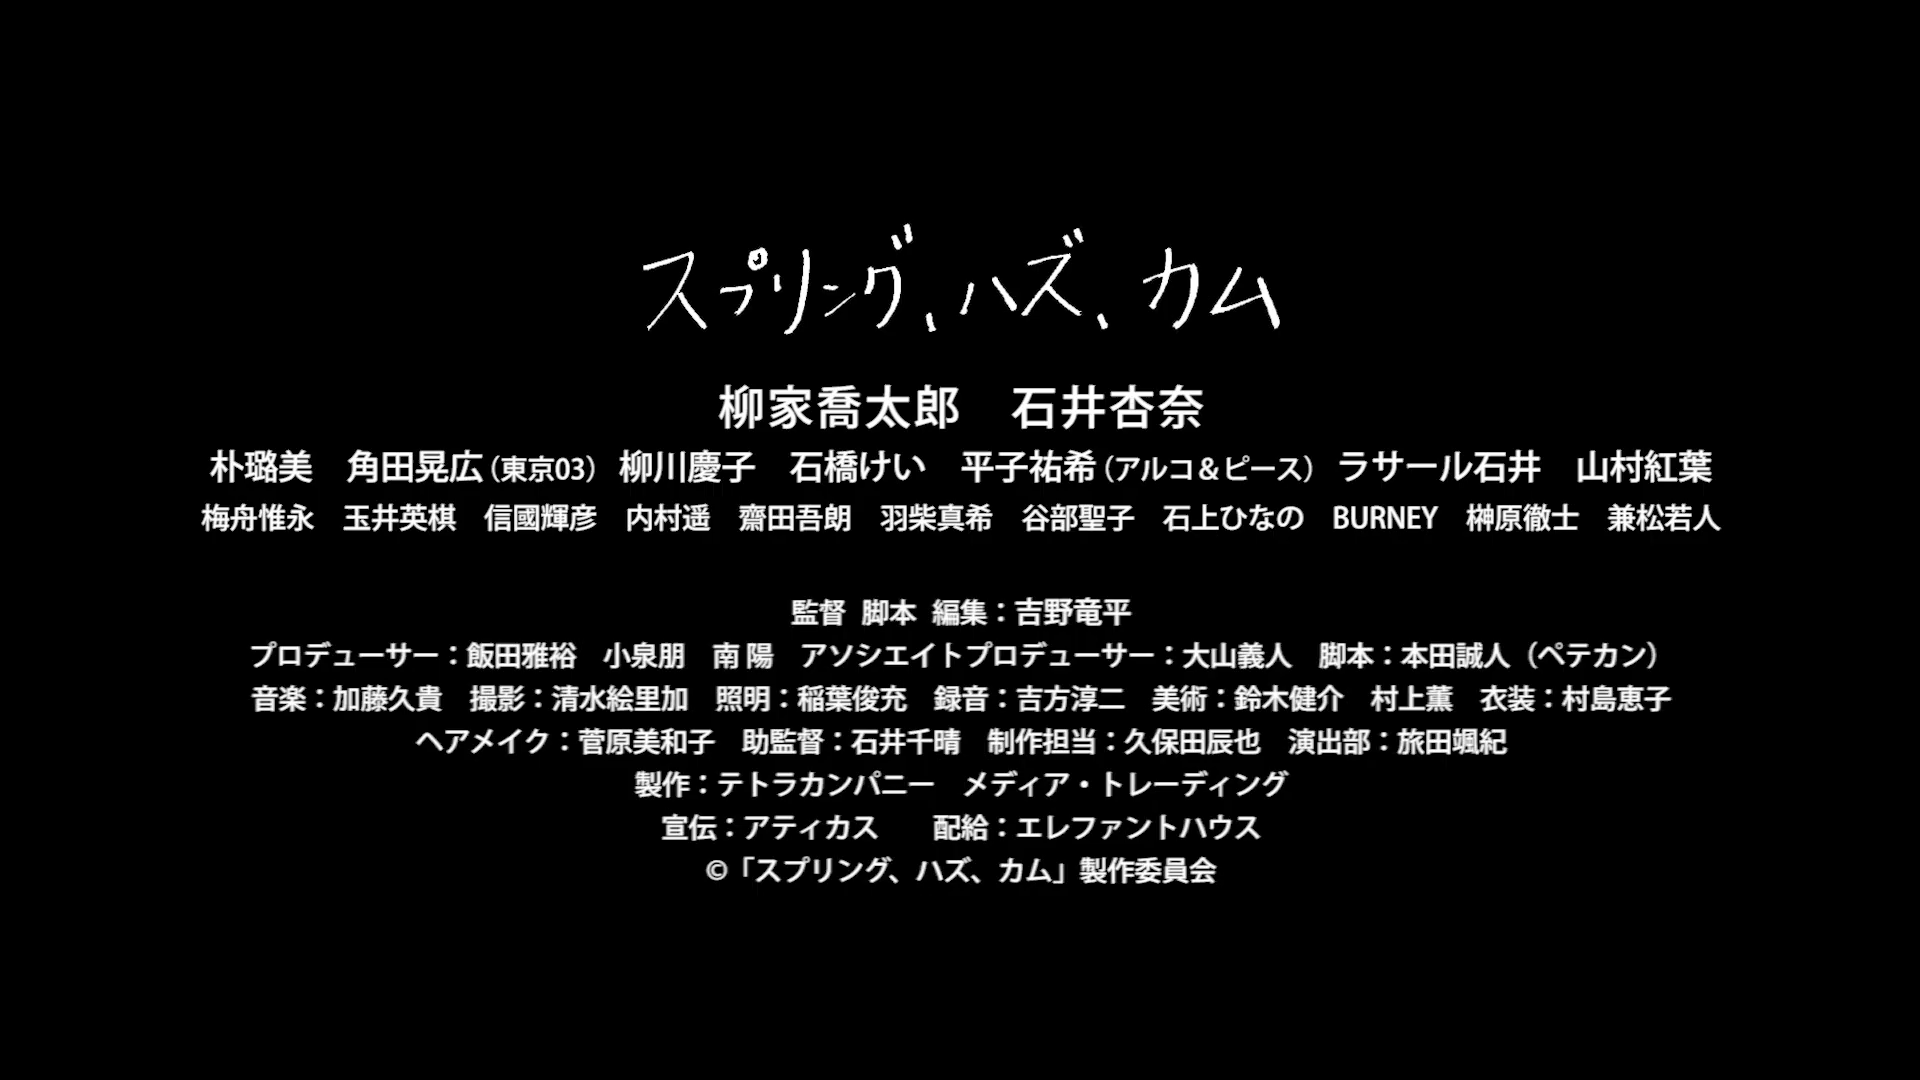 スプリング、ハズ、カム
柳家喬太郎　石井杏奈
朴璐美　角田晃広（東京03）　柳川慶子　石橋けい　平子祐希（アルコ＆ピース）　ラサール石井　山村紅葉
梅舟惟永　玉井英棋　信國輝彦　内村遥　齋田吾朗　羽柴真希　谷部聖子　石上ひなの　BURNEY　榊原徹士　兼松若人
監督 脚本 編集：吉野竜平
プロデューサー：飯田雅裕　小泉朋　南 陽　アソシエイトプロデューサー：大山義人　脚本：本田誠人（ペテカン）
音楽：加藤久貴　撮影：清水絵里加　照明：稲葉俊充　録音：吉方淳二　美術：鈴木健介　村上薫　衣装：村島恵子
ヘアメイク：菅原美和子　助監督：石井千晴　制作担当：久保田辰也　演出部：旅田颯紀
製作：テトラカンパニー　メディア・トレーディング
宣伝：アティカス　　配給：エレファントハウス
©「スプリング、ハズ、カム」製作委員会